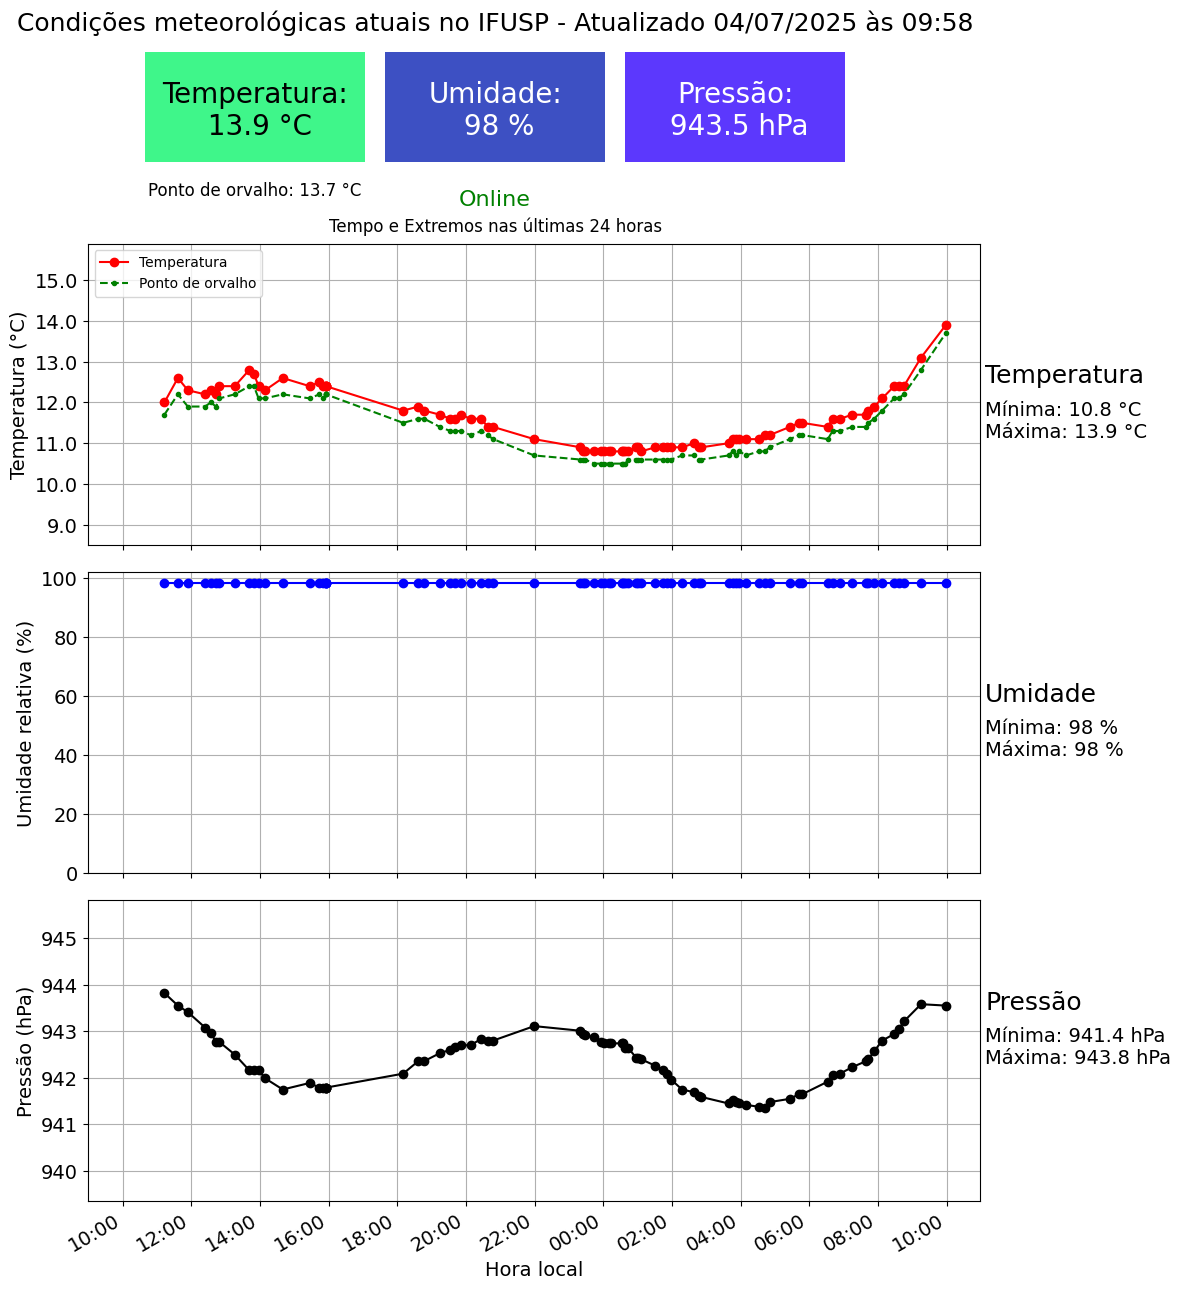 Condições meteorológicas atuais no IFUSP - Atualizado 04/07/2025 às 09:58
Temperatura:
13.9 °C
Umidade:
98 %
Pressão:
943.5 hPa
Ponto de orvalho: 13.7 °C
Online
Tempo e Extremos nas últimas 24 horas
Temperatura
Ponto de orvalho
Temperatura (°C)
15.0
14.0
13.0
12.0
11.0
10.0
9.0
Temperatura
Mínima: 10.8 °C
Máxima: 13.9 °C
Umidade relativa (%)
100
80
60
40
20
0
Umidade
Mínima: 98 %
Máxima: 98 %
Pressão (hPa)
945
944
943
942
941
940
Pressão
Mínima: 941.4 hPa
Máxima: 943.8 hPa
10:00
12:00
14:00
16:00
18:00
20:00
22:00
00:00
02:00
04:00
06:00
08:00
10:00
Hora local